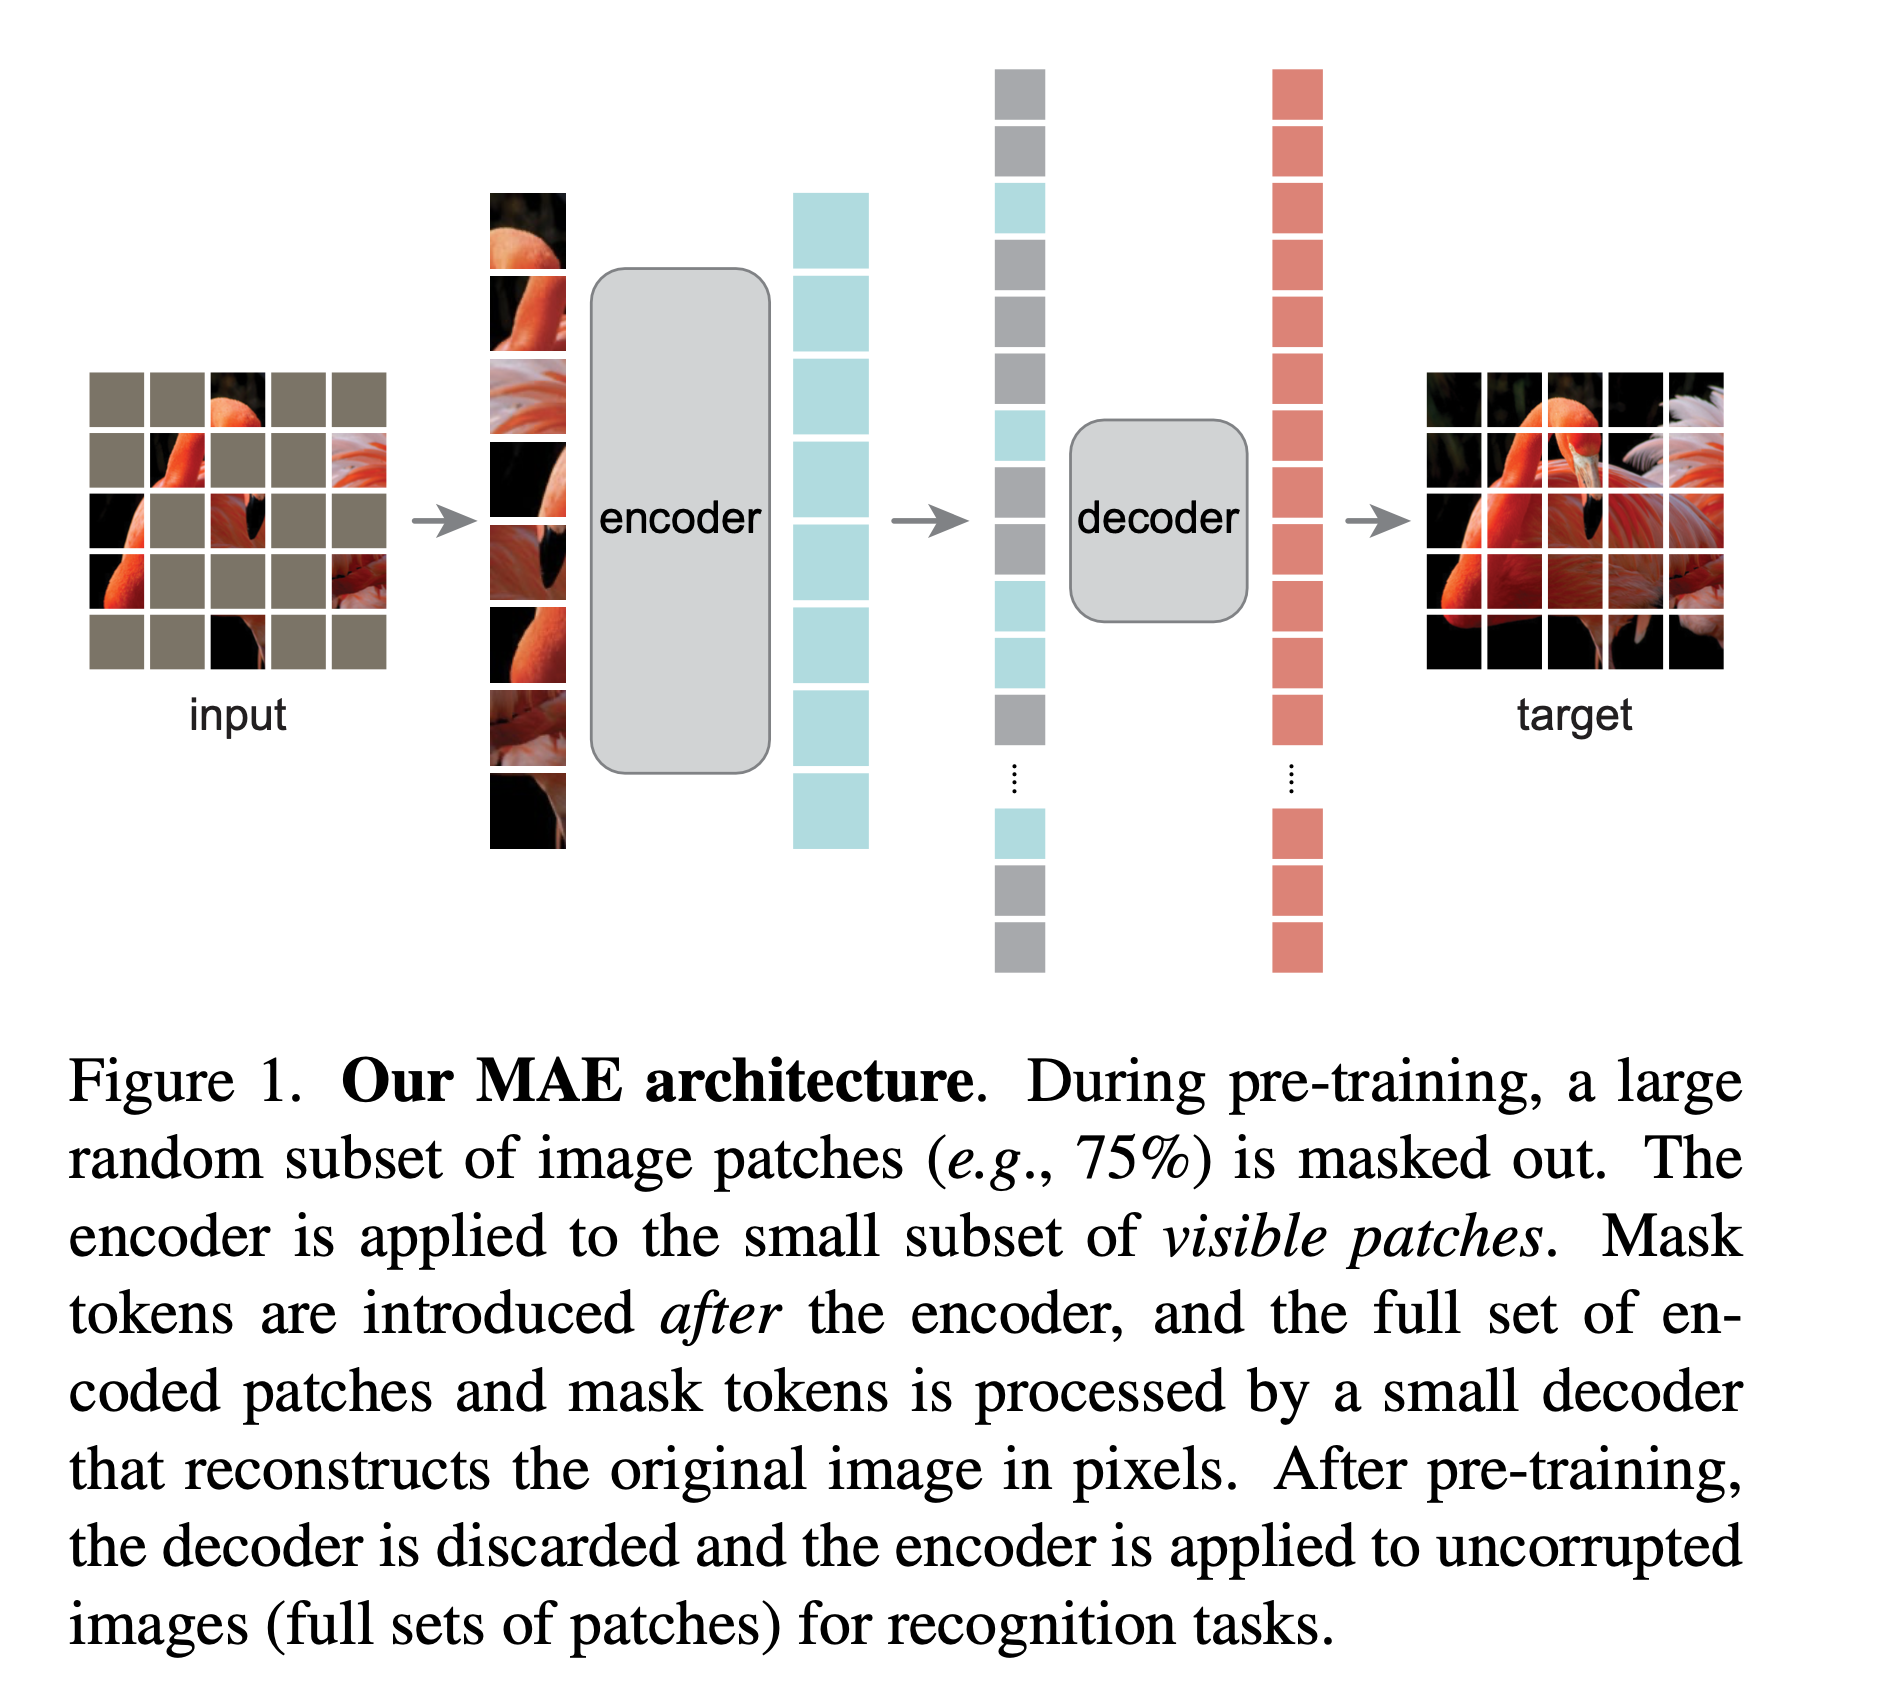 input
encoder
decoder
target
Figure 1. Our MAE architecture. During pre-training, a large
random subset of image patches (e.g., 75%) is masked out. The
encoder is applied to the small subset of visible patches. Mask
tokens are introduced after the encoder, and the full set of en-
coded patches and mask tokens is processed by a small decoder
that reconstructs the original image in pixels. After pre-training,
the decoder is discarded and the encoder is applied to uncorrupted
images (full sets of patches) for recognition tasks.